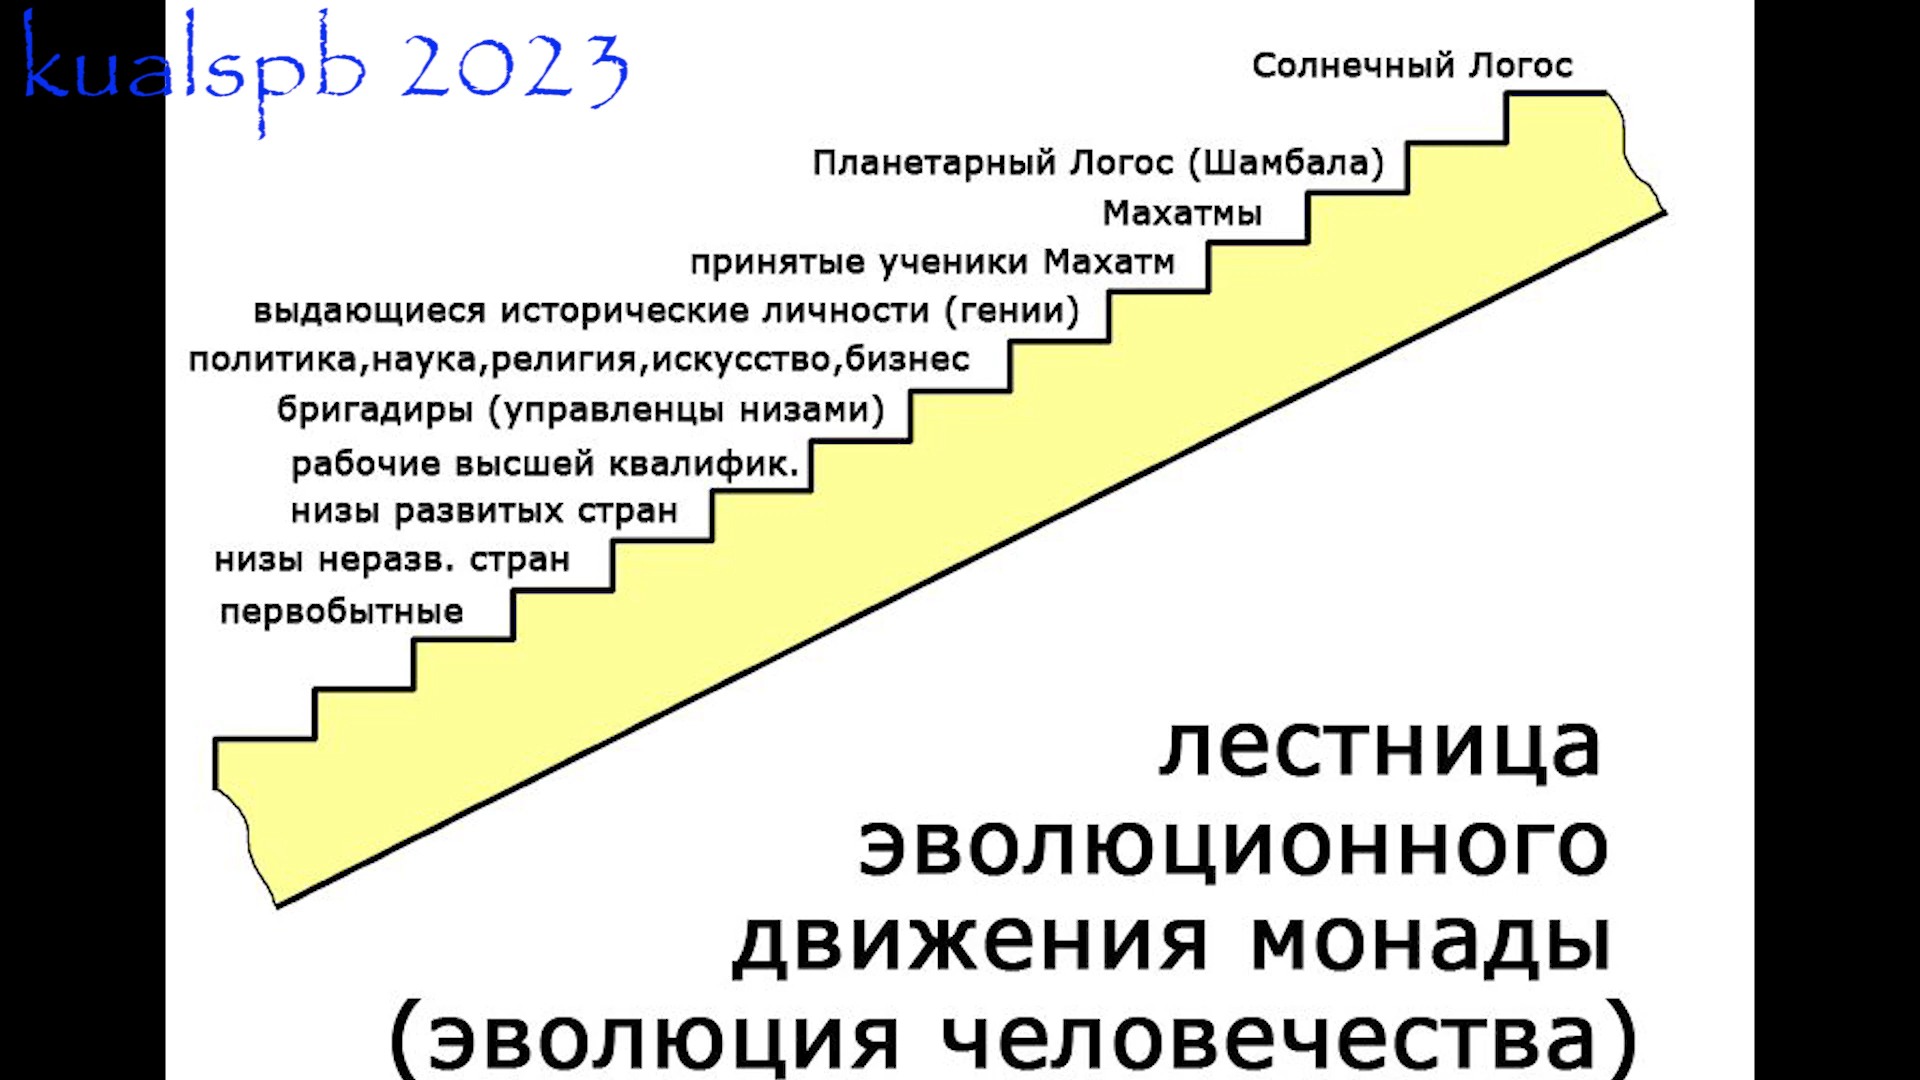 kualspb 2023
Солнечный Логос
Планетарный Логос (Шамбала)
Махатмы
принятые ученики Махатм
выдающиеся исторические личности (гении)
политика,наука,религия,искусство,бизнес
бригадиры (управленцы низами)
рабочие высшей квалифик.
низы развитых стран
низы неразв. стран
первобытные
лестница
эволюционного
движения монады
(эволюция человечества)